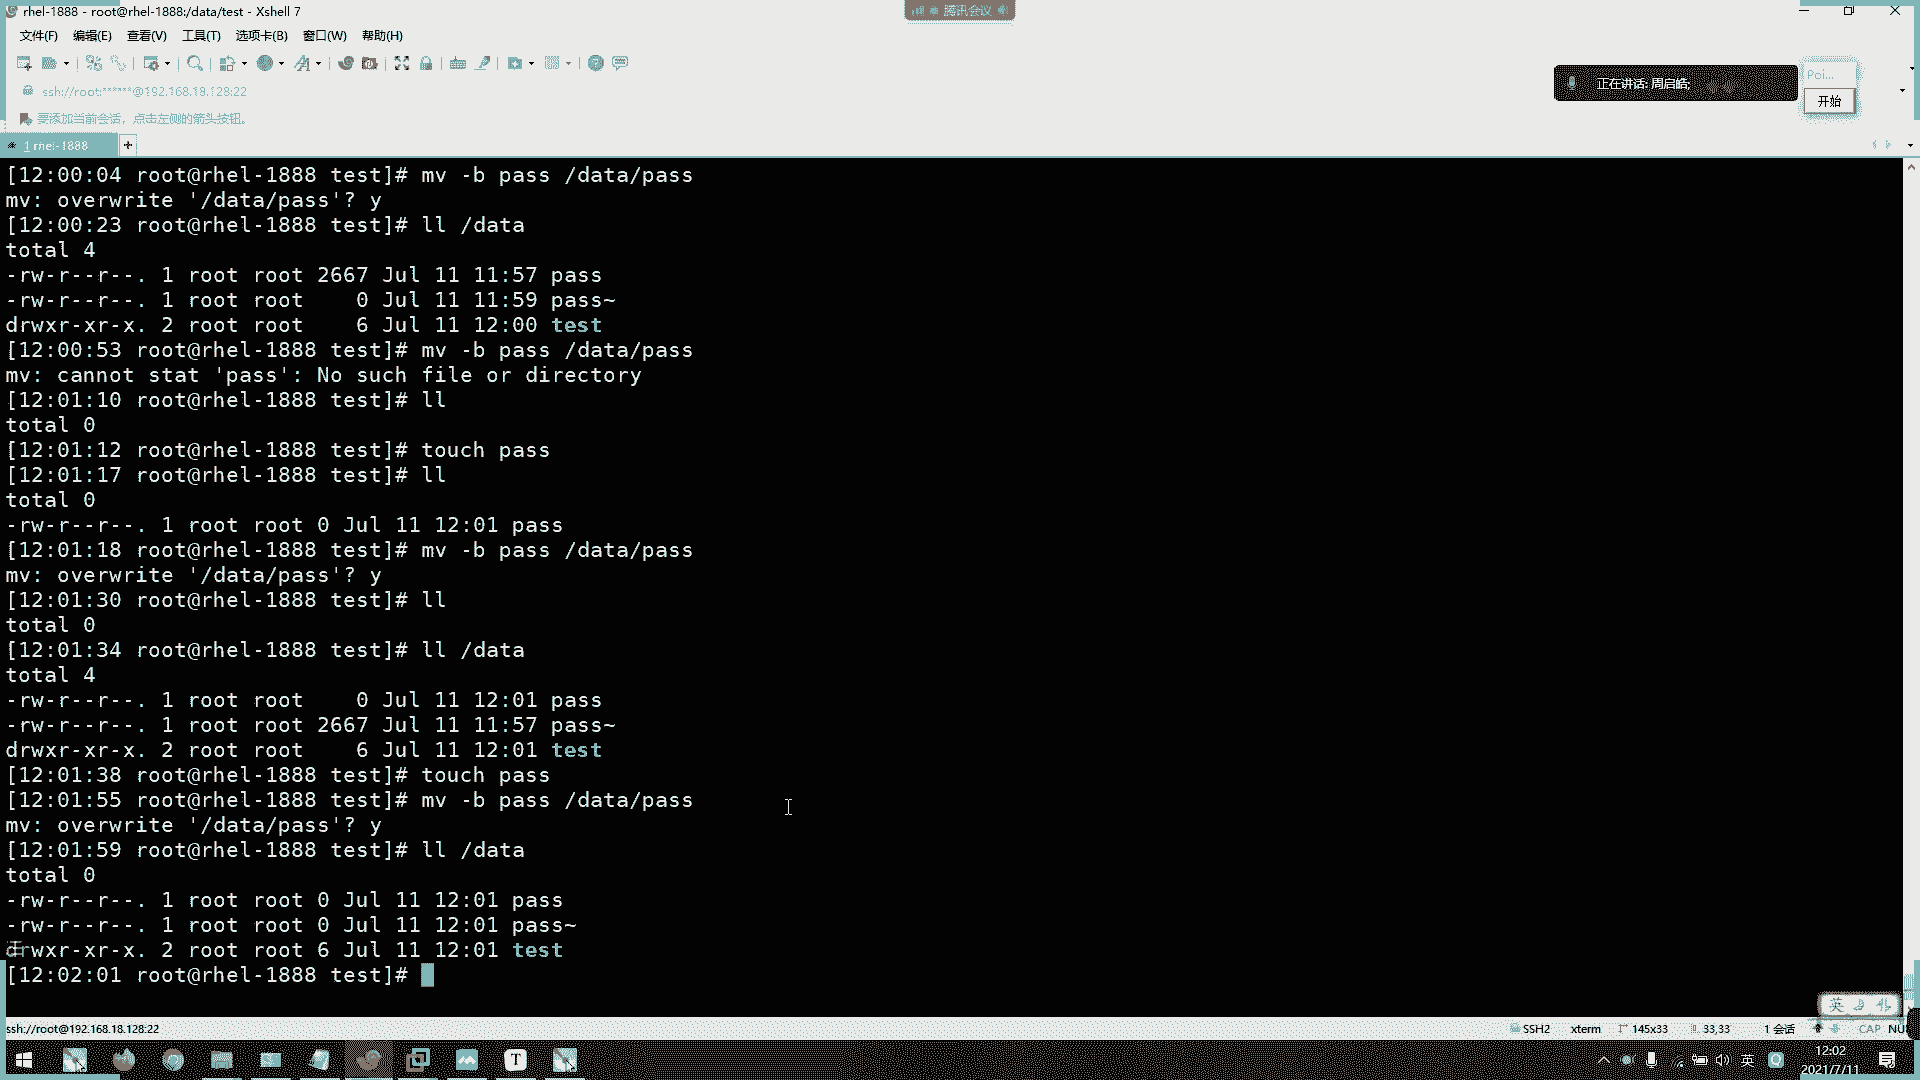 rhel-1888 - root@rhel-1888:/data/test - Xshell 7
腾讯会议
文件(F) 编辑(E) 查看(V) 工具(T) 选项卡(B) 窗口(W) 帮助(H)
正在讲话: 周启皓;
Poi...
开始
ssh://root:******@192.168.18.128:22
要添加当前会话，点击左侧的箭头按钮。
1 rhel-1888 +
[12:00:04 root@rhel-1888 test]# mv -b pass /data/pass
mv: overwrite '/data/pass'? y
[12:00:23 root@rhel-1888 test]# ll /data
total 4
-rw-r--r--. 1 root root 2667 Jul 11 11:57 pass
-rw-r--r--. 1 root root    0 Jul 11 11:59 pass~
drwxr-xr-x. 2 root root    6 Jul 11 12:00 test
[12:00:53 root@rhel-1888 test]# mv -b pass /data/pass
mv: cannot stat 'pass': No such file or directory
[12:01:10 root@rhel-1888 test]# ll
total 0
[12:01:12 root@rhel-1888 test]# touch pass
[12:01:17 root@rhel-1888 test]# ll
total 0
-rw-r--r--. 1 root root 0 Jul 11 12:01 pass
[12:01:18 root@rhel-1888 test]# mv -b pass /data/pass
mv: overwrite '/data/pass'? y
[12:01:30 root@rhel-1888 test]# ll
total 0
[12:01:34 root@rhel-1888 test]# ll /data
total 4
-rw-r--r--. 1 root root    0 Jul 11 12:01 pass
-rw-r--r--. 1 root root 2667 Jul 11 11:57 pass~
drwxr-xr-x. 2 root root    6 Jul 11 12:01 test
[12:01:38 root@rhel-1888 test]# touch pass
[12:01:55 root@rhel-1888 test]# mv -b pass /data/pass
mv: overwrite '/data/pass'? y
[12:01:59 root@rhel-1888 test]# ll /data
total 0
-rw-r--r--. 1 root root 0 Jul 11 12:01 pass
-rw-r--r--. 1 root root 0 Jul 11 12:01 pass~
drwxr-xr-x. 2 root root 6 Jul 11 12:01 test
[12:02:01 root@rhel-1888 test]#
英
ssh://root@192.168.18.128:22 SSH2 xterm 145x33 33,33 1 会话 CAP NU
T 英 12:02
2021/7/11